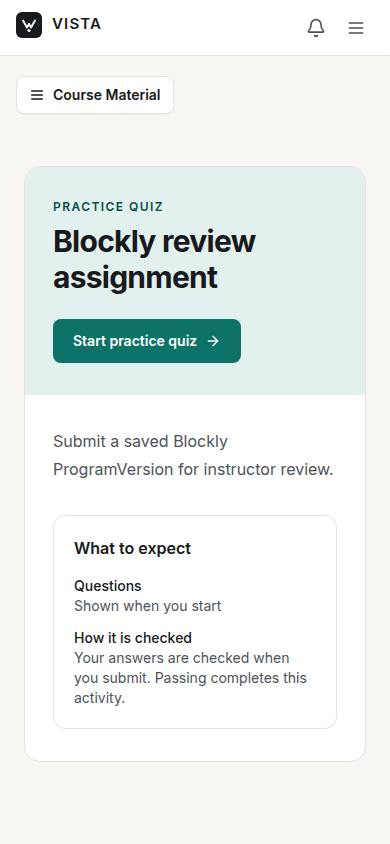 VISTA
Course Material
PRACTICE QUIZ
Blockly review
assignment
Start practice quiz →
Submit a saved Blockly
ProgramVersion for instructor review.
What to expect
Questions
Shown when you start
How it is checked
Your answers are checked when
you submit. Passing completes this
activity.